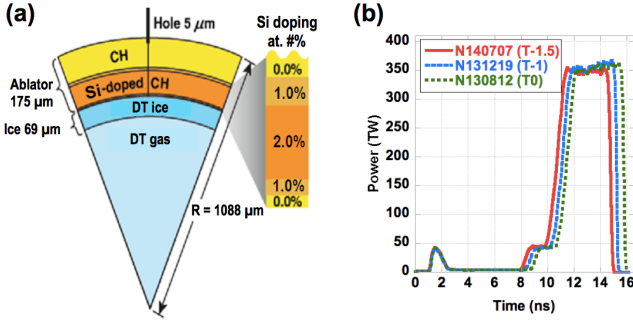 (a)
Hole 5 μm
Si doping
at. #%
CH
0.0%
Si-doped CH
1.0%
Ablator
175 μm
DT ice
Ice 69 μm
2.0%
DT gas
1.0%
0.0%
R = 1088 μm
(b)
N140707 (T-1.5)
N131219 (T-1)
N130812 (T0)
Power (TW)
400
350
300
250
200
150
100
50
0
0 2 4 6 8 10 12 14 16
Time (ns)